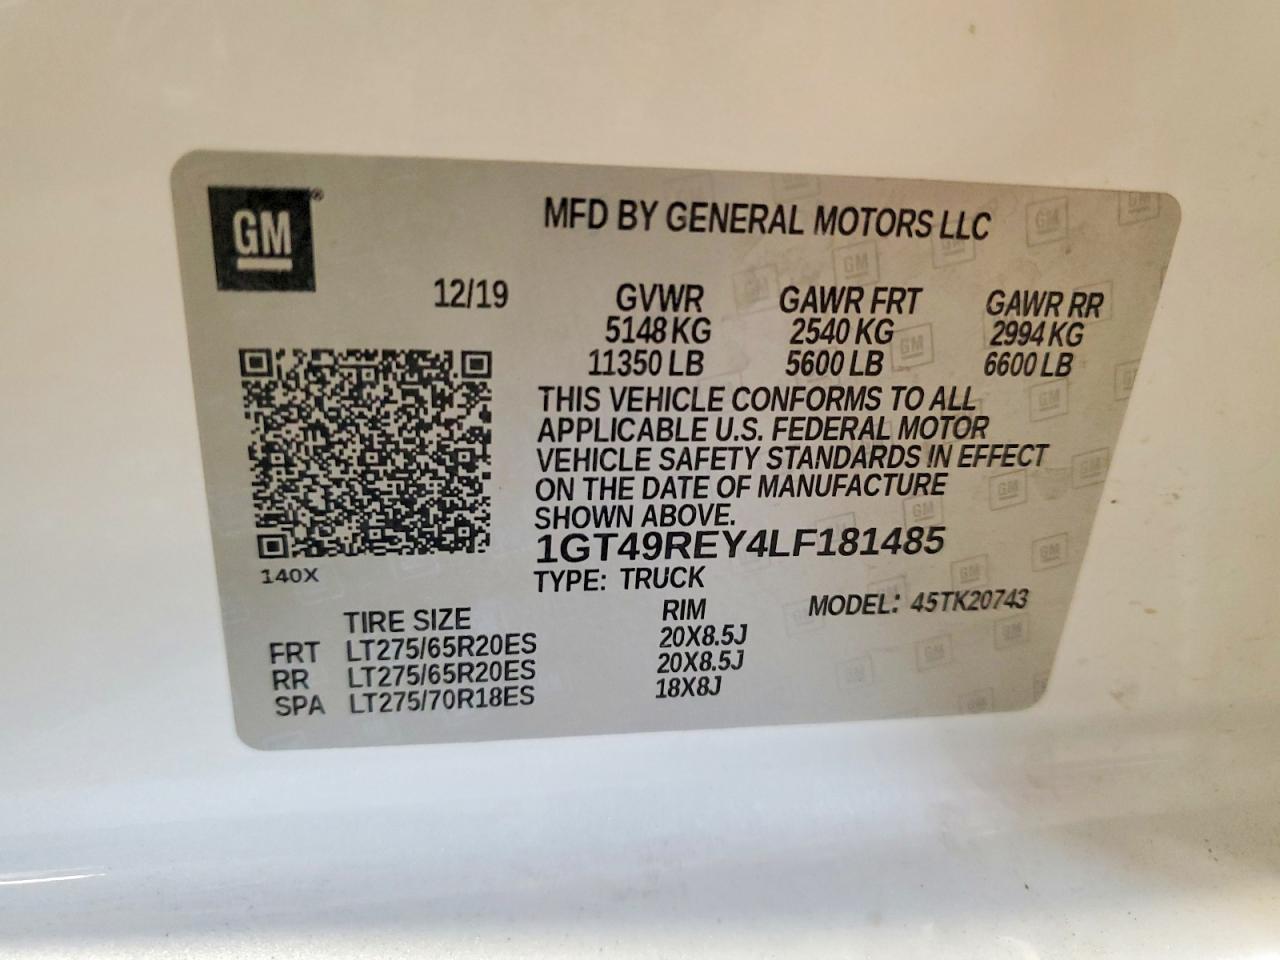 GM®
MFD BY GENERAL MOTORS LLC
12/19 GVWR GAWR FRT GAWR RR
5148 KG 2540 KG 2994 KG
11350 LB 5600 LB 6600 LB
THIS VEHICLE CONFORMS TO ALL
APPLICABLE U.S. FEDERAL MOTOR
VEHICLE SAFETY STANDARDS IN EFFECT
ON THE DATE OF MANUFACTURE
SHOWN ABOVE.
1GT49REY4LF181485
140X
TYPE: TRUCK
TIRE SIZE RIM MODEL: 45TK20743
FRT LT275/65R20ES 20X8.5J
RR LT275/65R20ES 20X8.5J
SPA LT275/70R18ES 18X8J